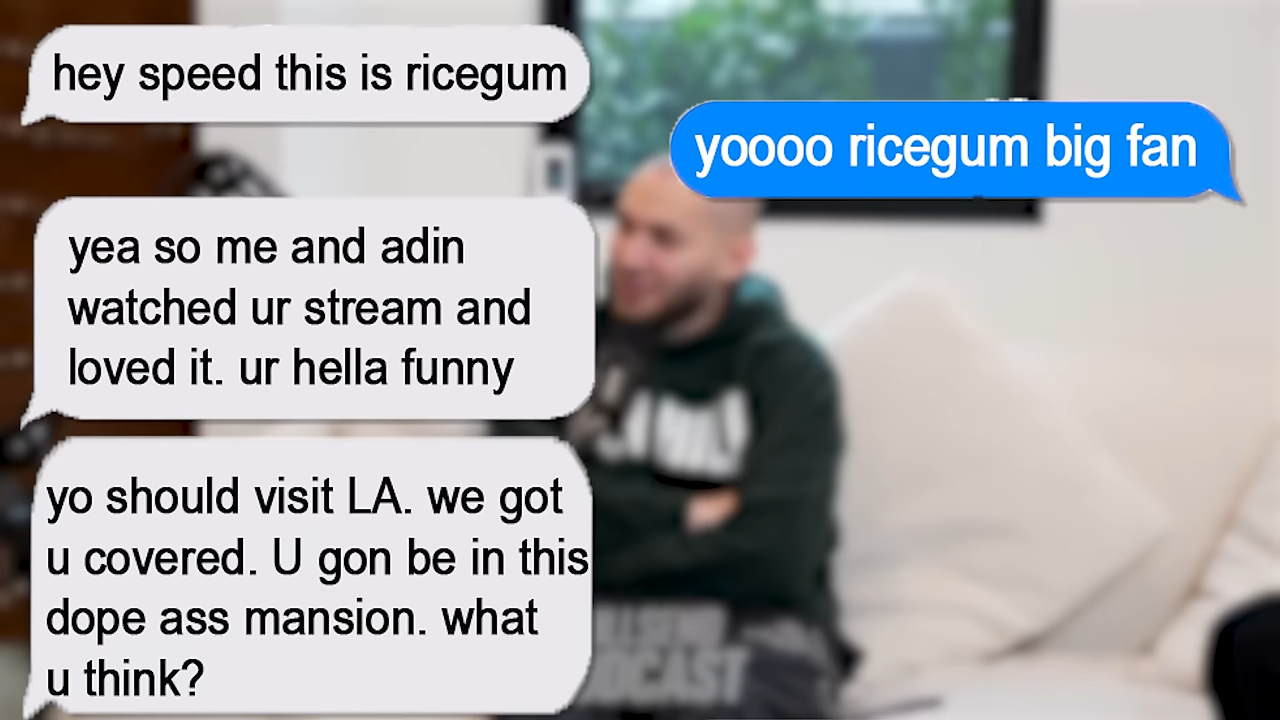 hey speed this is ricegum
yoooo ricegum big fan
yea so me and adin
watched ur stream and
loved it. ur hella funny
yo should visit LA. we got
u covered. U gon be in this
dope ass mansion. what
u think?